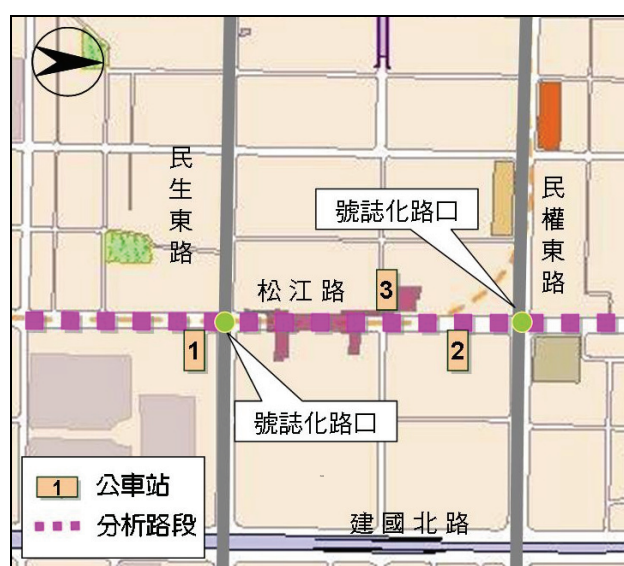 民生東路
民權東路
號誌化路口
松江路
3
1
2
號誌化路口
建國北路
1 公車站
分析路段